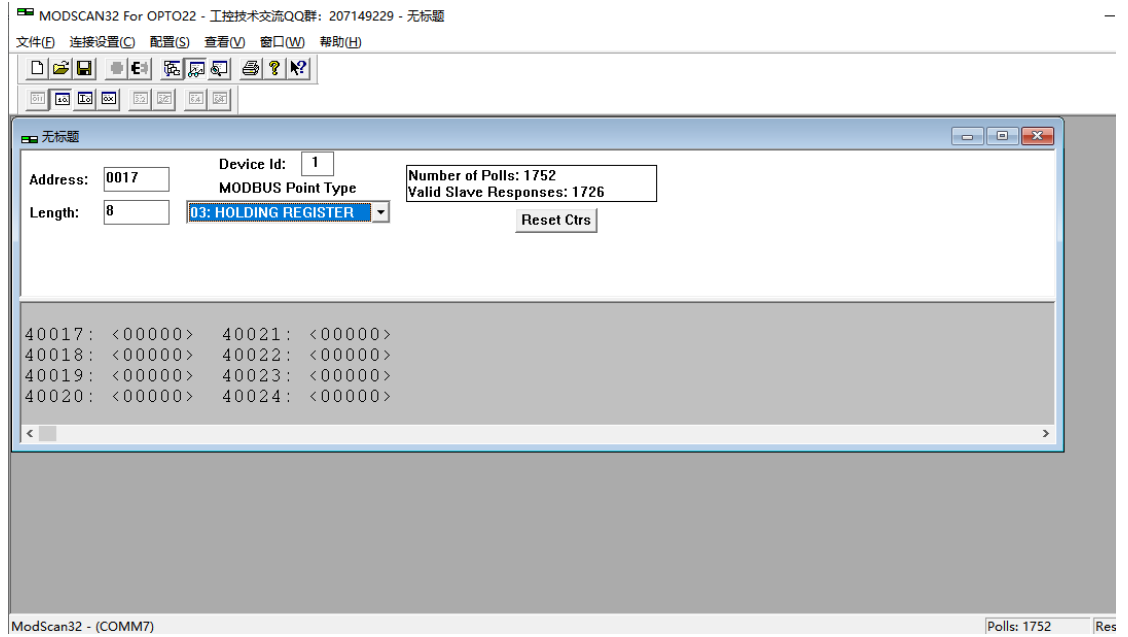 MODSCAN32 For OPTO22 - 工控技术交流QQ群：207149229 - 无标题
文件(F) 连接设置(C) 配置(S) 查看(V) 窗口(W) 帮助(H)
无标题
Address: 0017
Device Id: 1
MODBUS Point Type
Length: 8
03: HOLDING REGISTER
Number of Polls: 1752
Valid Slave Responses: 1726
Reset Ctrs
40017: <00000> 40021: <00000>
40018: <00000> 40022: <00000>
40019: <00000> 40023: <00000>
40020: <00000> 40024: <00000>
ModScan32 - (COMM7) Polls: 1752 Res